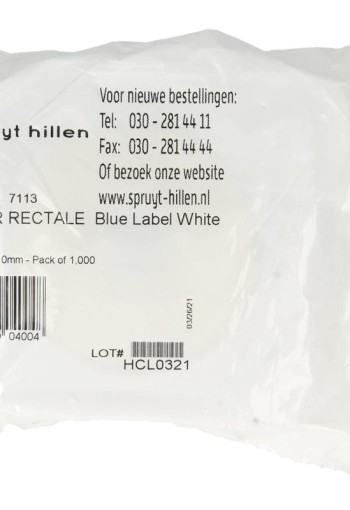 Voor nieuwe bestellingen:
yt hillen
Tel: 030 - 281 44 11
Fax: 030 - 281 44 44
Of bezoek onze website
www.spruyt-hillen.nl
7113
R RECTALE Blue Label White
0mm - Pack of 1,000
03/26/21
04004
LOT#
HCL0321